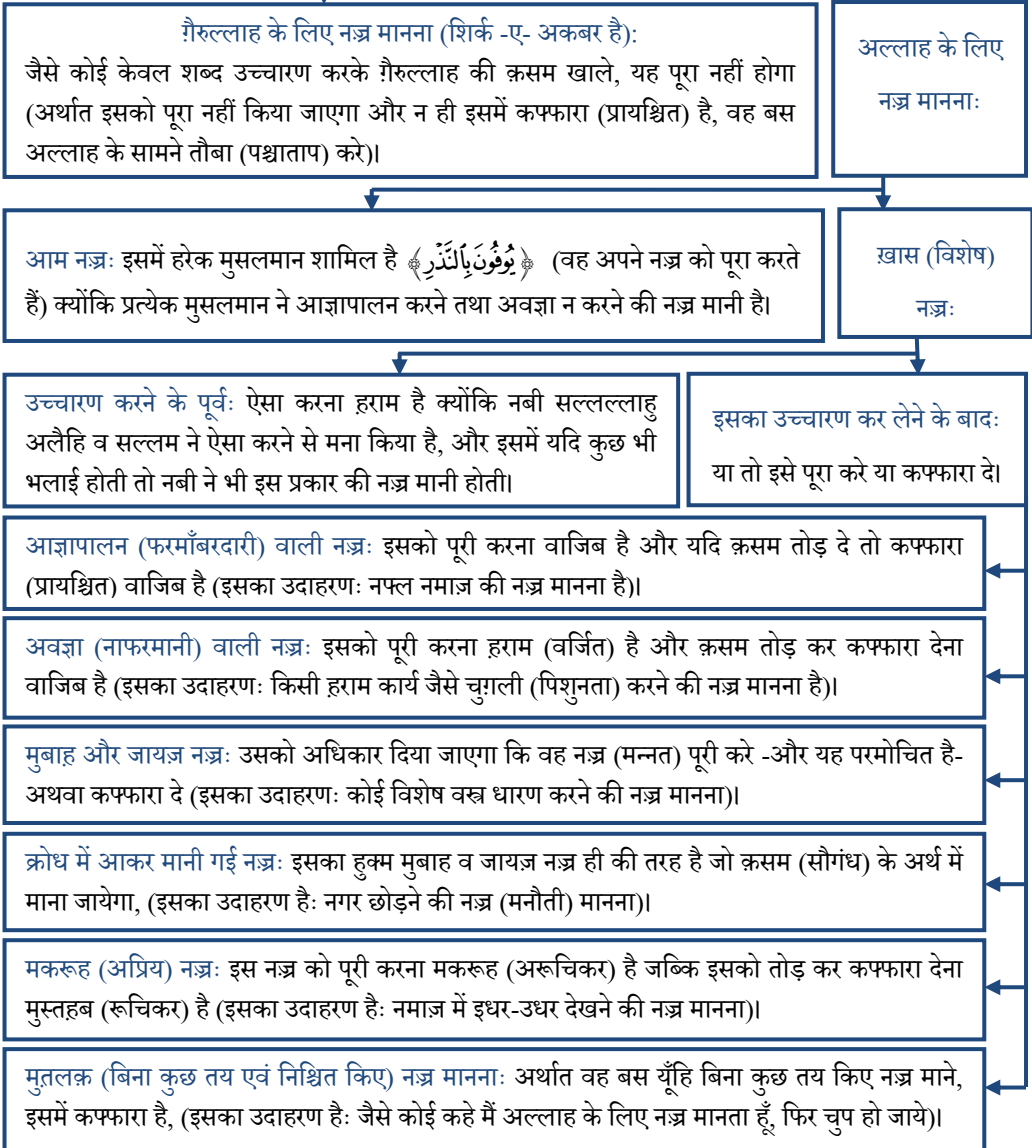 ग़ैरुल्लाह के लिए नज़्र मानना (शिर्क -ए- अकबर है):
जैसे कोई केवल शब्द उच्चारण करके ग़ैरुल्लाह की क़सम खाले, यह पूरा नहीं होगा
(अर्थात इसको पूरा नहीं किया जाएगा और न ही इसमें कफ्फारा (प्रायश्चित) है, वह बस
अल्लाह के सामने तौबा (पश्चाताप) करे)।
अल्लाह के लिए
नज़्र माननाः
आम नज़्रः इसमें हरेक मुसलमान शामिल है ﴿يُوفُونَ بِٱلنَّذۡرِ﴾ (वह अपने नज़्र को पूरा करते
हैं) क्योंकि प्रत्येक मुसलमान ने आज्ञापालन करने तथा अवज्ञा न करने की नज़्र मानी है।
ख़ास (विशेष)
नज़्रः
उच्चारण करने के पूर्वः ऐसा करना ह़राम है क्योंकि नबी सल्लल्लाहु
अलैहि व सल्लम ने ऐसा करने से मना किया है, और इसमें यदि कुछ भी
भलाई होती तो नबी ने भी इस प्रकार की नज़्र मानी होती।
इसका उच्चारण कर लेने के बादः
या तो इसे पूरा करे या कफ्फारा दे।
आज्ञापालन (फरमाँबरदारी) वाली नज़्रः इसको पूरी करना वाजिब है और यदि क़सम तोड़ दे तो कफ्फारा
(प्रायश्चित) वाजिब है (इसका उदाहरणः नफ्ल नमाज़ की नज़्र मानना है)।
अवज्ञा (नाफरमानी) वाली नज़्रः इसको पूरी करना ह़राम (वर्जित) है और क़सम तोड़ कर कफ्फारा देना
वाजिब है (इसका उदाहरणः किसी ह़राम कार्य जैसे चुग़ली (पिशुनता) करने की नज़्र मानना है)।
मुबाह़ और जायज़ नज़्रः उसको अधिकार दिया जाएगा कि वह नज़्र (मन्नत) पूरी करे -और यह परमोचित है-
अथवा कफ्फारा दे (इसका उदाहरणः कोई विशेष वस्त्र धारण करने की नज़्र मानना)।
क्रोध में आकर मानी गई नज़्रः इसका हुक्म मुबाह व जायज़ नज़्र ही की तरह है जो क़सम (सौगंध) के अर्थ में
माना जायेगा, (इसका उदाहरण हैः नगर छोड़ने की नज़्र (मनौती) मानना)।
मकरूह (अप्रिय) नज़्रः इस नज़्र को पूरी करना मकरूह (अरूचिकर) है जब्कि इसको तोड़ कर कफ्फारा देना
मुस्तह़ब (रूचिकर) है (इसका उदाहरण हैः नमाज़ में इधर-उधर देखने की नज़्र मानना)।
मुत़लक़ (बिना कुछ तय एवं निश्चित किए) नज़्र माननाः अर्थात वह बस यूँहि बिना कुछ तय किए नज़्र माने,
इसमें कफ्फारा है, (इसका उदाहरण हैः जैसे कोई कहे मैं अल्लाह के लिए नज़्र मानता हूँ, फिर चुप हो जाये)।